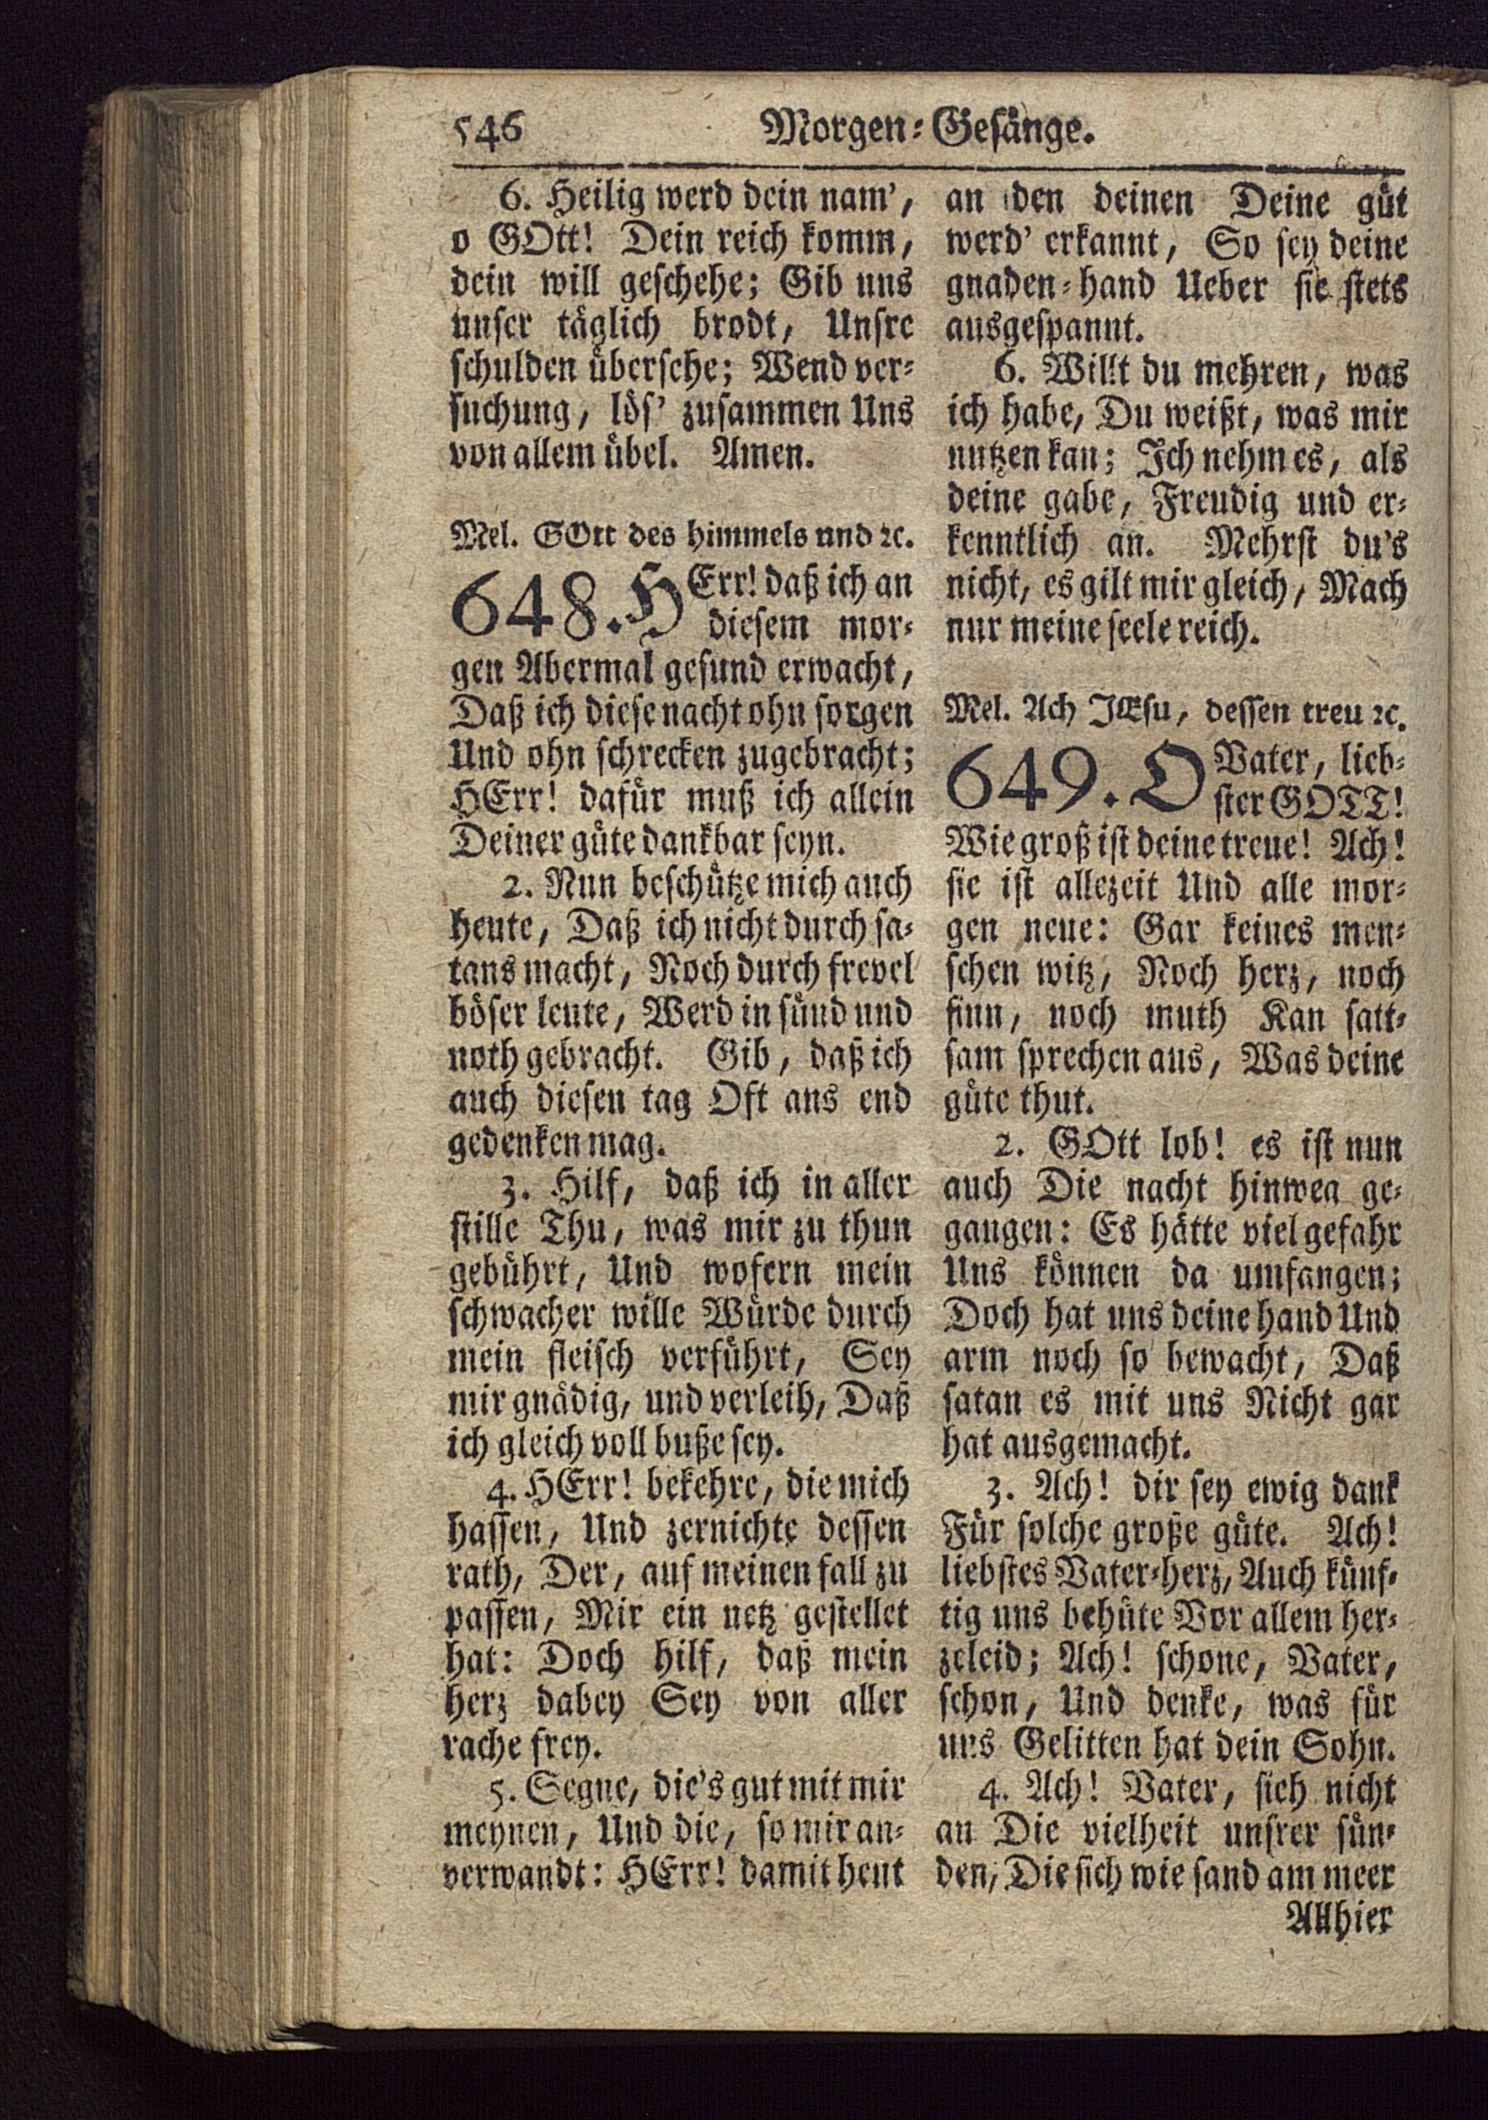 546 Morgen-Gesänge.
6. Heilig werd dein nam',
o GOtt! Dein reich komm,
dein will geschehe; Gib uns
unser täglich brodt, Unsre
schulden übersehe; Wend ver-
suchung, lös' zusammen Uns
von allem übel. Amen.
Mel. GOtt des himmels und ꝛc.
648. HErr! daß ich an
diesem mor-
gen Abermal gesund erwacht,
Daß ich diese nacht ohn sorgen
Und ohn schrecken zugebracht;
HErr! dafür muß ich allein
Deiner güte dankbar seyn.
2. Nun beschütze mich auch
heute, Daß ich nicht durch sa-
tans macht, Noch durch frevel
böser leute, Werd in sünd und
noth gebracht. Gib, daß ich
auch diesen tag Oft ans end
gedenken mag.
3. Hilf, daß ich in aller
stille Thu, was mir zu thun
gebührt, Und wofern mein
schwacher wille Würde durch
mein fleisch verführt, Sey
mir gnädig, und verleih, Daß
ich gleich voll buße sey.
4. HErr! bekehre, die mich
hassen, Und zernichte dessen
rath, Der, auf meinen fall zu
passen, Mir ein netz gestellet
hat: Doch hilf, daß mein
herz dabey Sey von aller
rache frey.
5. Segne, die's gut mit mir
meynen, Und die, so mir an-
verwandt: HErr! damit heut
an den deinen Deine güt
werd' erkannt, So sey deine
gnaden-hand Ueber sie stets
ausgespannt.
6. Willt du mehren, was
ich habe, Du weißt, was mir
nutzen kan; Ich nehm es, als
deine gabe, Freudig und er-
kenntlich an. Mehrst du's
nicht, es gilt mir gleich, Mach
nur meine seele reich.
Mel. Ach JEsu, dessen treu ꝛc.
649. O Vater, lieb-
ster GOTT!
Wie groß ist deine treue! Ach!
sie ist allezeit Und alle mor-
gen neue: Gar keines men-
schen witz, Noch herz, noch
sinn, noch muth Kan satt-
sam sprechen aus, Was deine
güte thut.
2. GOtt lob! es ist nun
auch Die nacht hinweg ge-
gangen: Es hätte viel gefahr
Uns können da umfangen;
Doch hat uns deine hand Und
arm noch so bewacht, Daß
satan es mit uns Nicht gar
hat ausgemacht.
3. Ach! dir sey ewig dank
Für solche große güte. Ach!
liebstes Vater-herz, Auch künf-
tig uns behüte Vor allem her-
zeleid; Ach! schone, Vater,
schon, Und denke, was für
uns Gelitten hat dein Sohn.
4. Ach! Vater, sieh nicht
an Die vielheit unsrer sün-
den, Die sich wie sand am meer
Allhier